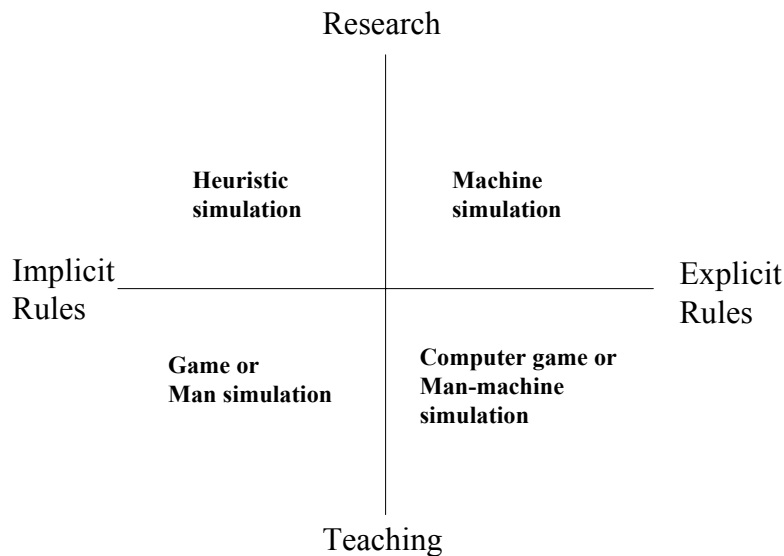 Research
Heuristic
simulation
Machine
simulation
Implicit
Rules
Explicit
Rules
Game or
Man simulation
Computer game or
Man-machine
simulation
Teaching